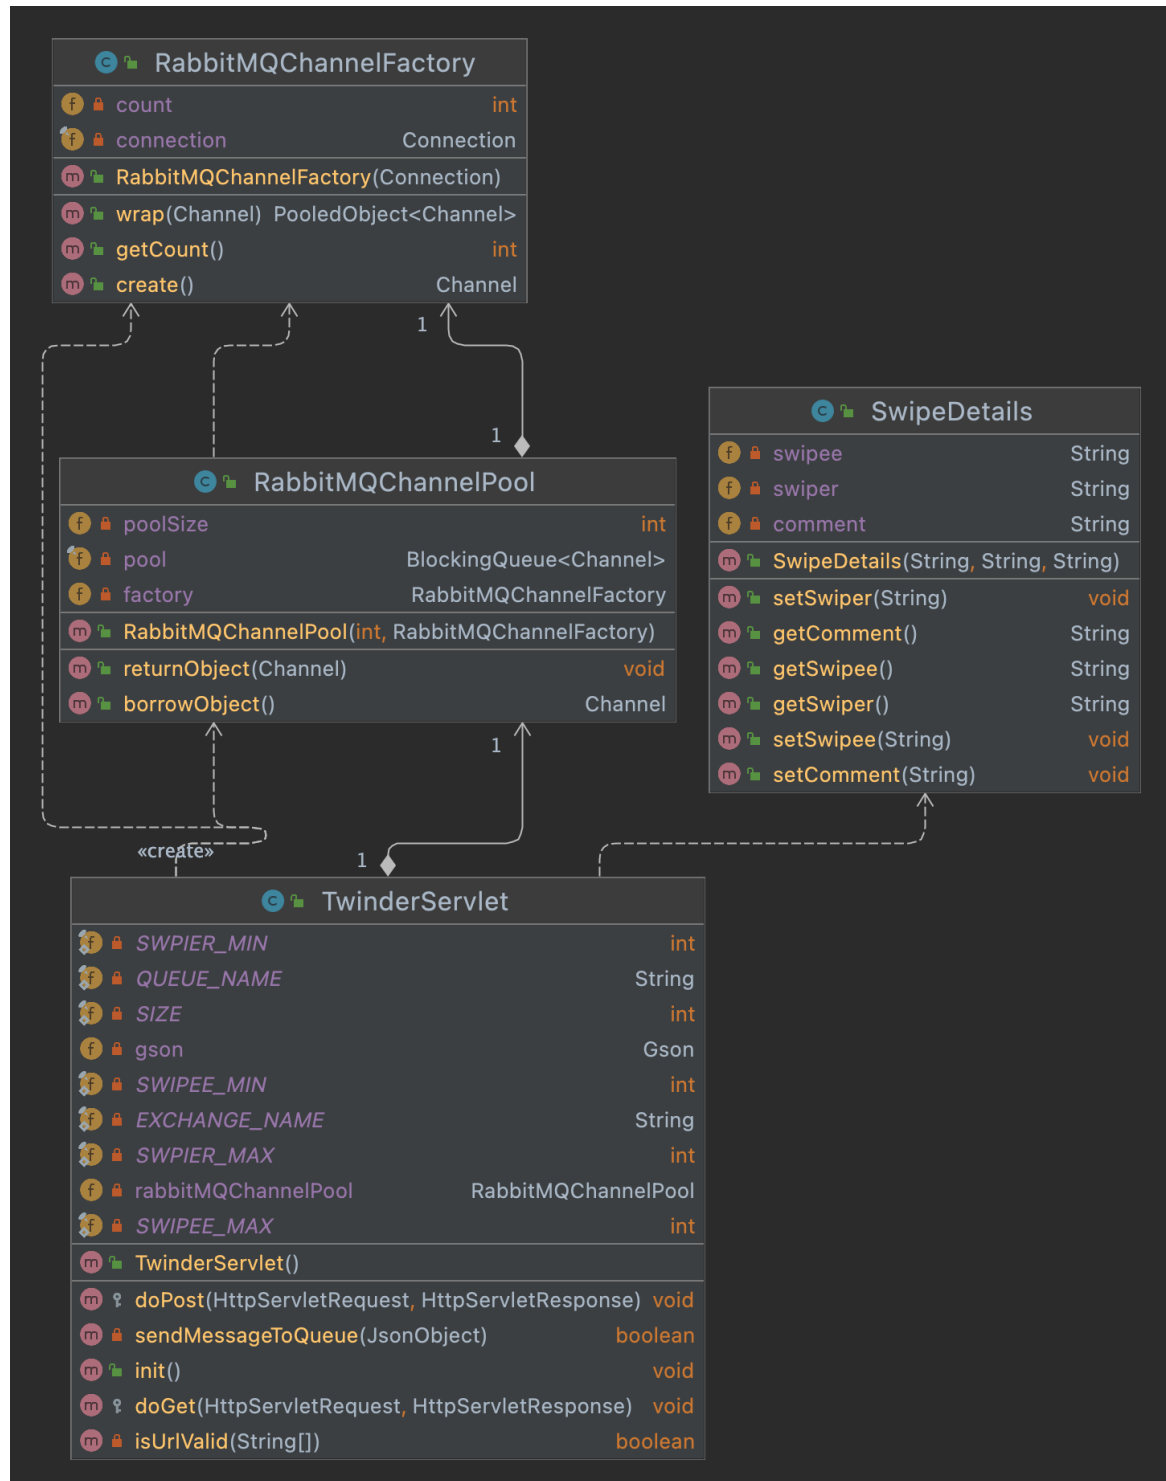 RabbitMQChannelFactory
count int
connection Connection
RabbitMQChannelFactory(Connection)
wrap(Channel) PooledObject<Channel>
getCount() int
create() Channel
1
1
RabbitMQChannelPool
poolSize int
pool BlockingQueue<Channel>
factory RabbitMQChannelFactory
RabbitMQChannelPool(int, RabbitMQChannelFactory)
returnObject(Channel) void
borrowObject() Channel
SwipeDetails
swipee String
swiper String
comment String
SwipeDetails(String, String, String)
setSwiper(String) void
getComment() String
getSwipee() String
getSwiper() String
setSwipee(String) void
setComment(String) void
1
«create»
1
TwinderServlet
SWPIER_MIN int
QUEUE_NAME String
SIZE int
gson Gson
SWIPEE_MIN int
EXCHANGE_NAME String
SWPIER_MAX int
rabbitMQChannelPool RabbitMQChannelPool
SWIPEE_MAX int
TwinderServlet()
doPost(HttpServletRequest, HttpServletResponse) void
sendMessageToQueue(JsonObject) boolean
init() void
doGet(HttpServletRequest, HttpServletResponse) void
isUrlValid(String[]) boolean